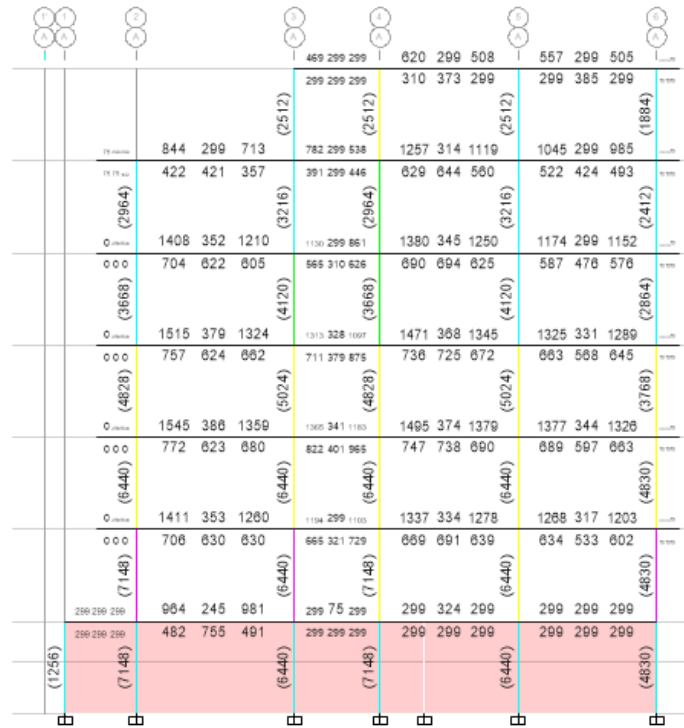 1' 1 2 3 4 5 6
A A A A A A A
469 299 299 620 299 508 557 299 505
299 299 299 310 373 299 299 385 299
(2512) (2512) (2512) (1884)
844 299 713 782 299 538 1257 314 1119 1045 299 985
422 421 357 391 299 446 629 644 560 522 424 493
(2964) (3216) (2964) (3216) (2412)
0 1408 352 1210 1130 299 861 1380 345 1250 1174 299 1152
0 0 0 704 622 605 565 310 626 690 694 625 587 476 576
(3668) (4120) (3668) (4120) (2864)
0 1515 379 1324 1313 328 1097 1471 368 1345 1325 331 1289
0 0 0 757 624 662 711 379 875 736 725 672 663 568 645
(4828) (5024) (4828) (5024) (3768)
0 1545 386 1359 341 1495 374 1379 1377 344 1326
0 0 0 772 623 680 822 401 965 747 738 690 689 597 663
(6440) (6440) (6440) (6440) (4830)
0 1411 353 1260 1194 299 1103 1337 334 1278 1268 317 1203
0 0 0 706 630 630 665 321 729 669 691 639 634 533 602
(7148) (6440) (7148) (6440) (4830)
299 299 299 964 245 981 299 75 299 299 324 299 299 299 299
299 299 299 482 755 491 299 299 299 299 299 299 299 299 299
(1256) (7148) (6440) (7148) (6440) (4830)